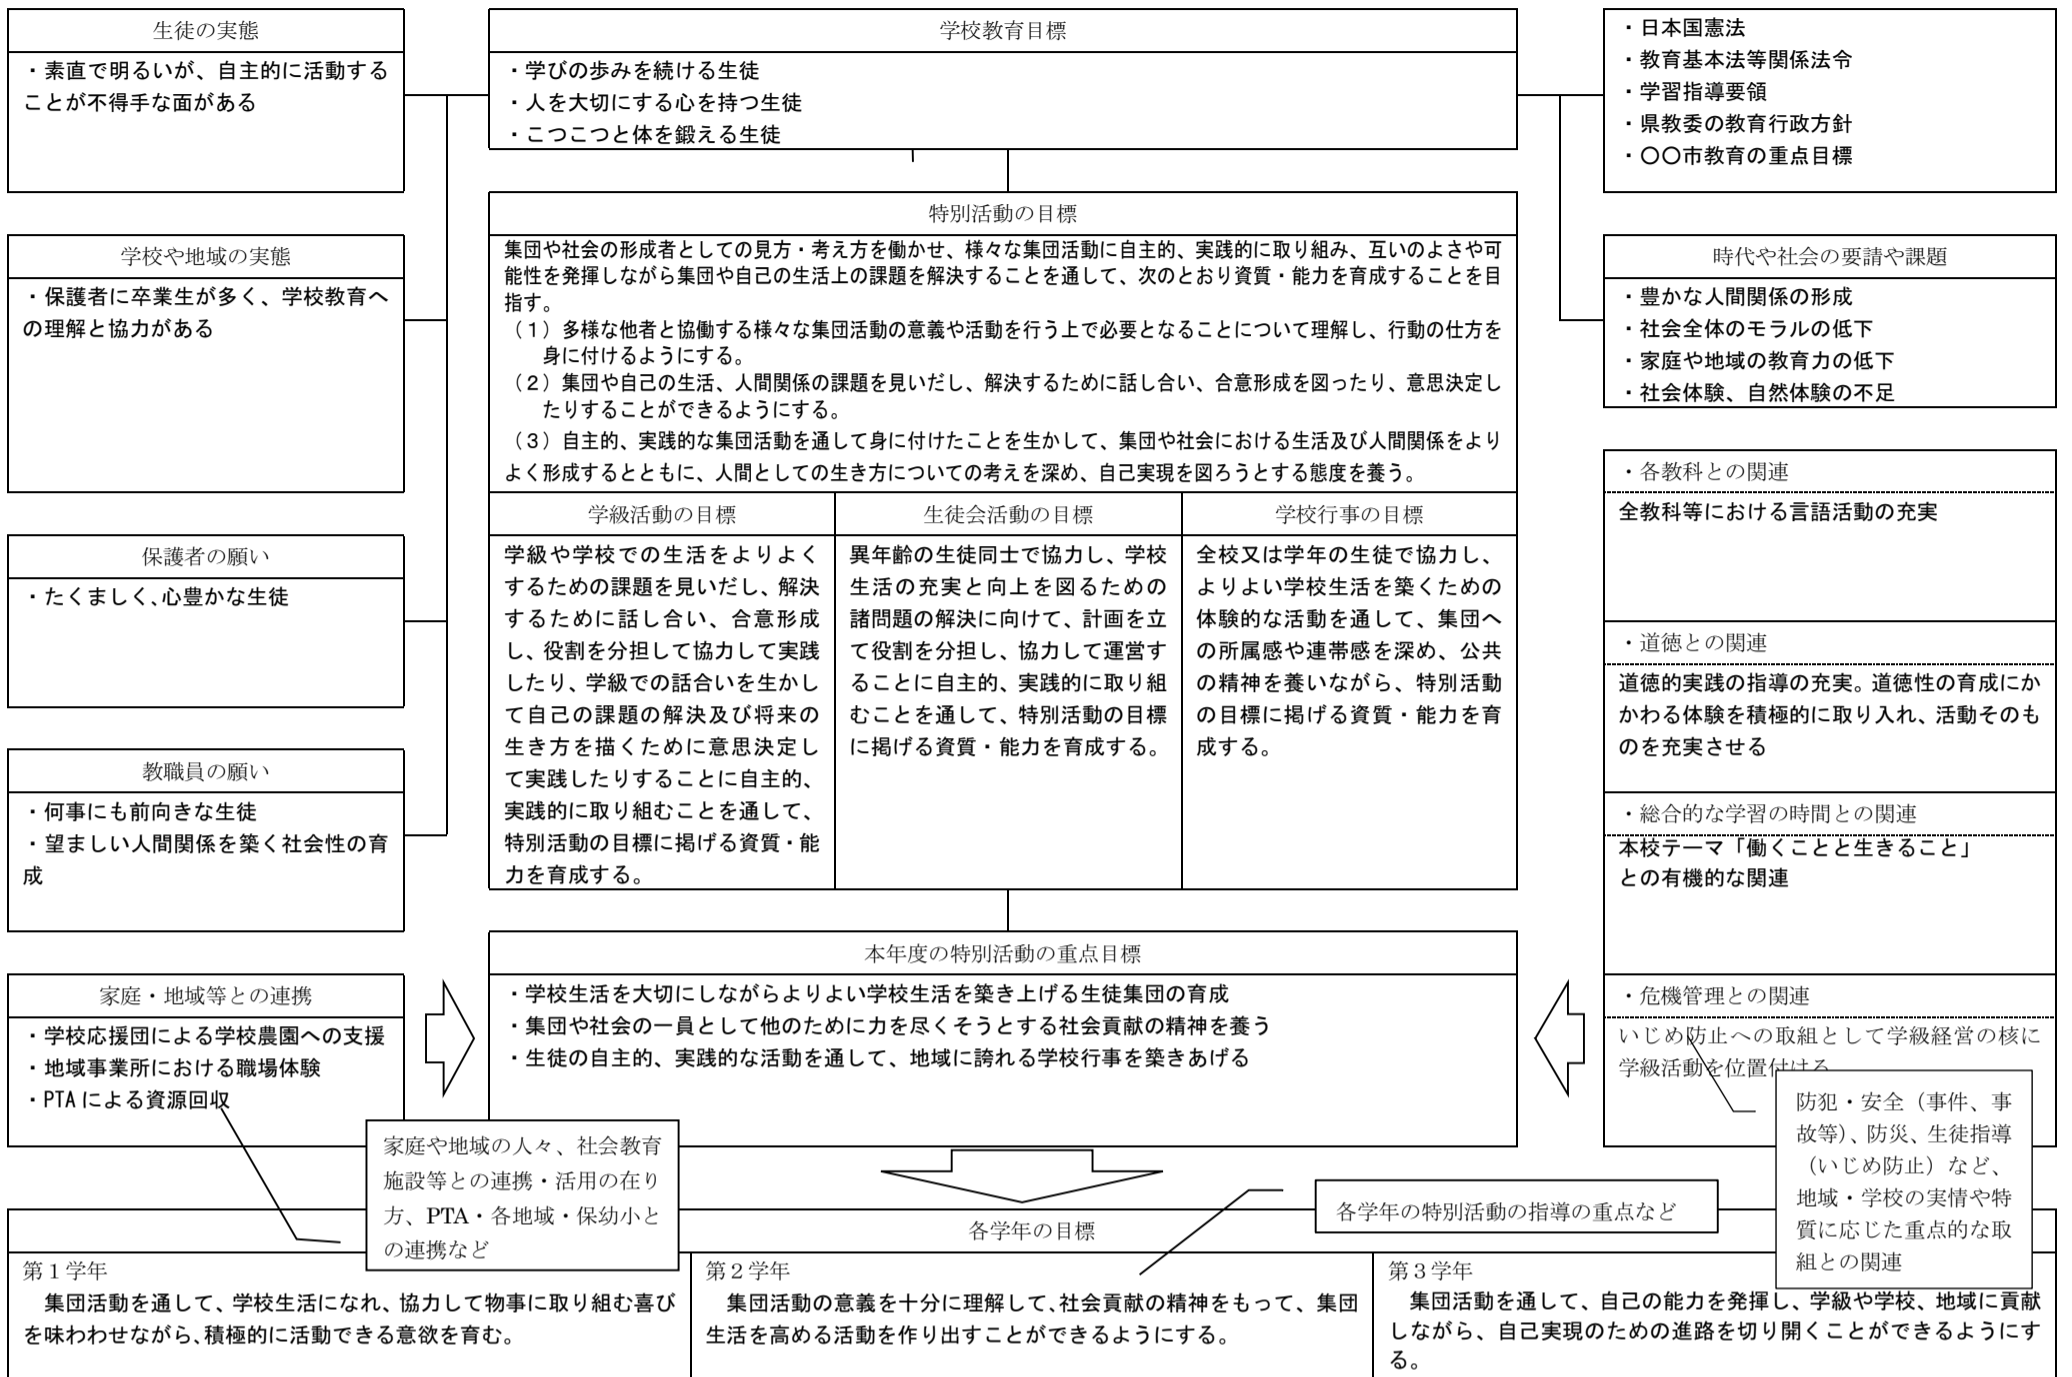 生徒の実態
・素直で明るいが、自主的に活動する
ことが不得手な面がある
学校や地域の実態
・保護者に卒業生が多く、学校教育へ
の理解と協力がある
保護者の願い
・たくましく、心豊かな生徒
教職員の願い
・何事にも前向きな生徒
・望ましい人間関係を築く社会性の育
成
家庭・地域等との連携
・学校応援団による学校農園への支援
・地域事業所における職場体験
・PTAによる資源回収
家庭や地域の人々、社会教育
施設等との連携・活用の在り
方、PTA・各地域・保幼小と
の連携など
学校教育目標
・学びの歩みを続ける生徒
・人を大切にする心を持つ生徒
・こつこつと体を鍛える生徒
特別活動の目標
集団や社会の形成者としての見方・考え方を働かせ、様々な集団活動に自主的、実践的に取り組み、互いのよさや可
能性を発揮しながら集団や自己の生活上の課題を解決することを通して、次のとおり資質・能力を育成することを目
指す。
（１）多様な他者と協働する様々な集団活動の意義や活動を行う上で必要となることについて理解し、行動の仕方を
身に付けるようにする。
（２）集団や自己の生活、人間関係の課題を見いだし、解決するために話し合い、合意形成を図ったり、意思決定し
たりすることができるようにする。
（３）自主的、実践的な集団活動を通して身に付けたことを生かして、集団や社会における生活及び人間関係をより
よく形成するとともに、人間としての生き方についての考えを深め、自己実現を図ろうとする態度を養う。
学級活動の目標
学級や学校での生活をよりよく
するための課題を見いだし、解決
するために話し合い、合意形成
し、役割を分担して協力して実践
したり、学級での話合いを生かし
て自己の課題の解決及び将来の
生き方を描くために意思決定し
て実践したりすることに自主的、
実践的に取り組むことを通して、
特別活動の目標に掲げる資質・能
力を育成する。
生徒会活動の目標
異年齢の生徒同士で協力し、学校
生活の充実と向上を図るための
諸問題の解決に向けて、計画を立
て役割を分担し、協力して運営す
ることに自主的、実践的に取り組
むことを通して、特別活動の目標
に掲げる資質・能力を育成する。
学校行事の目標
全校又は学年の生徒で協力し、
よりよい学校生活を築くための
体験的な活動を通して、集団へ
の所属感や連帯感を深め、公共
の精神を養いながら、特別活動
の目標に掲げる資質・能力を育
成する。
本年度の特別活動の重点目標
・学校生活を大切にしながらよりよい学校生活を築き上げる生徒集団の育成
・集団や社会の一員として他のために力を尽くそうとする社会貢献の精神を養う
・生徒の自主的、実践的な活動を通して、地域に誇れる学校行事を築きあげる
・日本国憲法
・教育基本法等関係法令
・学習指導要領
・県教委の教育行政方針
・〇〇市教育の重点目標
時代や社会の要請や課題
・豊かな人間関係の形成
・社会全体のモラルの低下
・家庭や地域の教育力の低下
・社会体験、自然体験の不足
・各教科との関連
全教科等における言語活動の充実
・道徳との関連
道徳的実践の指導の充実。道徳性の育成にか
かわる体験を積極的に取り入れ、活動そのも
のを充実させる
・総合的な学習の時間との関連
本校テーマ「働くことと生きること」
との有機的な関連
・危機管理との関連
いじめ防止への取組として学級経営の核に
学級活動を位置付ける
防犯・安全（事件、事
故等）、防災、生徒指導
（いじめ防止）など、
地域・学校の実情や特
質に応じた重点的な取
組との関連
各学年の特別活動の指導の重点など
各学年の目標
第１学年
集団活動を通して、学校生活になれ、協力して物事に取り組む喜び
を味わわせながら、積極的に活動できる意欲を育む。
第２学年
集団活動の意義を十分に理解して、社会貢献の精神をもって、集団
生活を高める活動を作り出すことができるようにする。
第３学年
集団活動を通して、自己の能力を発揮し、学級や学校、地域に貢献
しながら、自己実現のための進路を切り開くことができるようにす
る。